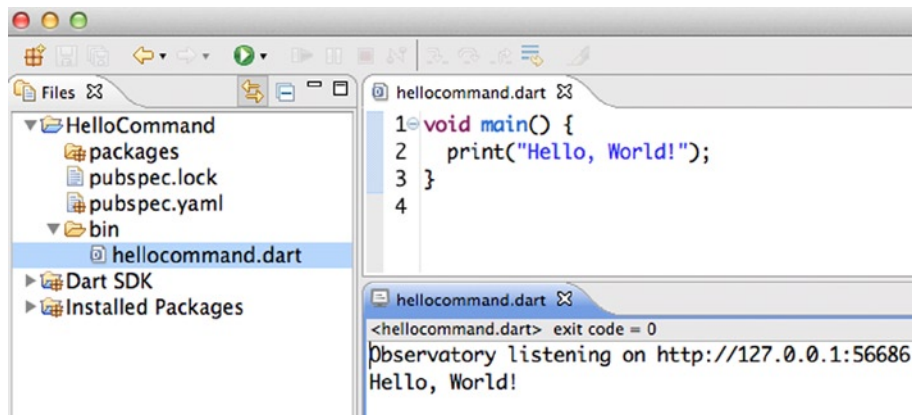 Files
HelloCommand
packages
pubspec.lock
pubspec.yaml
bin
hellocommand.dart
Dart SDK
Installed Packages
hellocommand.dart
1 void main() {
2 print("Hello, World!");
3 }
4
hellocommand.dart
<hellocommand.dart> exit code = 0
Observatory listening on http://127.0.0.1:56686
Hello, World!